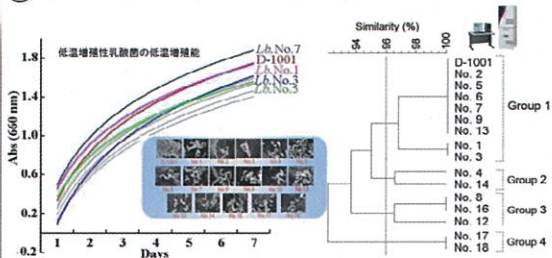 低温増殖性乳酸菌の低温増殖能
Lb.No.7
D-1001
Lb.No.1
Lb.No.3
Lb.No.5
Abs (660 nm)
1.8
1.4
1.0
0.6
0.2
-0.2
1 2 3 4 5 6 7
Days
Similarity (%)
94 96 98 100
D-1001
No. 2
No. 5
No. 6
No. 7
No. 9
No. 13
No. 1
No. 3
No. 4
No. 14
No. 8
No. 16
No. 12
No. 17
No. 18
Group 1
Group 2
Group 3
Group 4